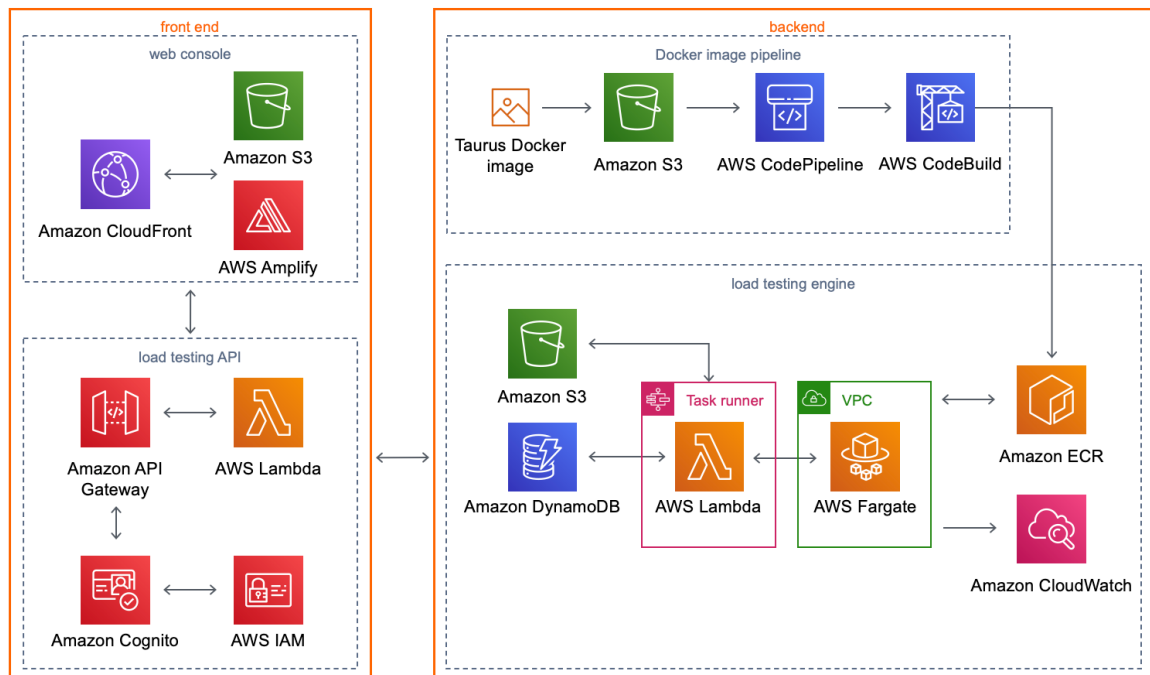 front end
web console
Amazon S3
Amazon CloudFront
AWS Amplify
load testing API
Amazon API
Gateway
AWS Lambda
Amazon Cognito
AWS IAM
backend
Docker image pipeline
Taurus Docker
image
Amazon S3
AWS CodePipeline
AWS CodeBuild
load testing engine
Amazon S3
Task runner
VPC
Amazon DynamoDB
AWS Lambda
AWS Fargate
Amazon ECR
Amazon CloudWatch